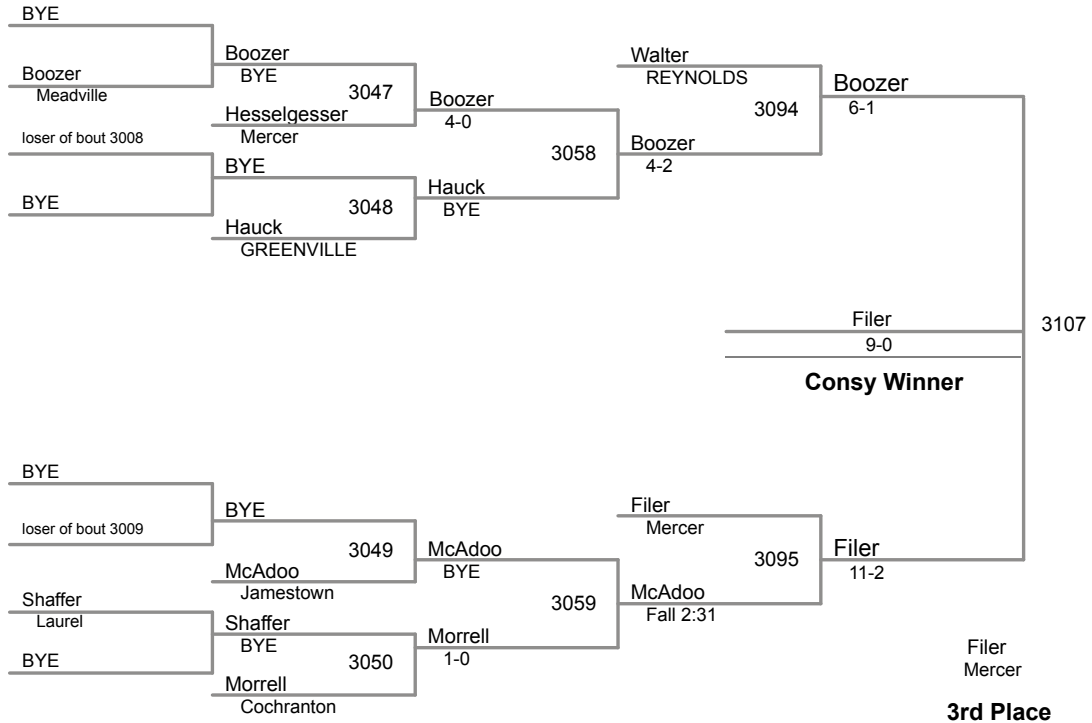 BYE
Boozer
Meadville
loser of bout 3008
BYE
Boozer
BYE
3047
Hesselgesser
Mercer
BYE
3048
Hauck
GREENVILLE
Boozer
4-0
3058
Hauck
BYE
Walter
REYNOLDS
3094
Boozer
4-2
Boozer
6-1
Filer
9-0
3107
Consy Winner
BYE
loser of bout 3009
Shaffer
Laurel
BYE
BYE
3049
McAdoo
Jamestown
Shaffer
BYE
3050
Morrell
Cochranton
McAdoo
BYE
3059
Morrell
1-0
Filer
Mercer
3095
McAdoo
Fall 2:31
Filer
11-2
Filer
Mercer
3rd Place